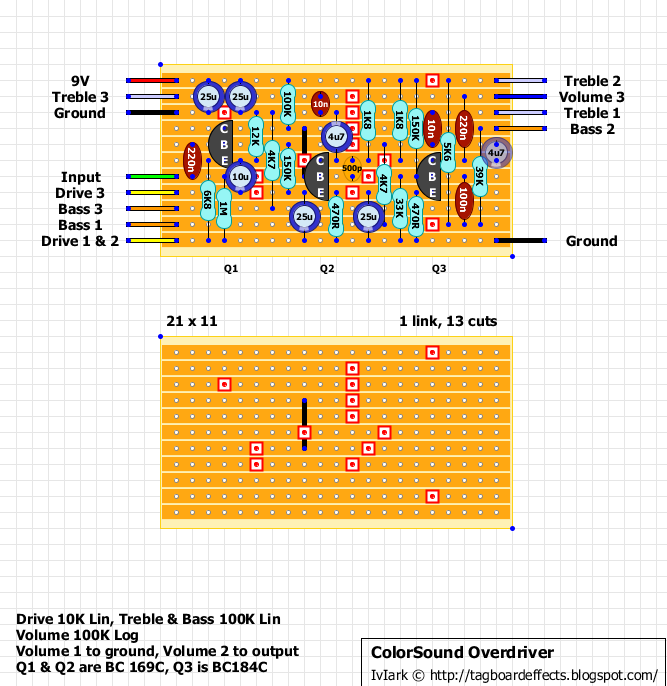 9V
Treble 3
Ground
Input
Drive 3
Bass 3
Bass 1
Drive 1 & 2
Treble 2
Volume 3
Treble 1
Bass 2
Ground
25u
25u
100K
10n
1K8
1K8
150K
10n
220n
C
B
E
12K
4K7
150K
4u7
5K6
4u7
220n
10u
C
B
E
500p
4K7
C
B
E
39K
6K8
1M
25u
470R
25u
33K
470R
100n
Q1
Q2
Q3
21 x 11
1 link, 13 cuts
Drive 10K Lin, Treble & Bass 100K Lin
Volume 100K Log
Volume 1 to ground, Volume 2 to output
Q1 & Q2 are BC 169C, Q3 is BC184C
ColorSound Overdriver
IvIark © http://tagboardeffects.blogspot.com/